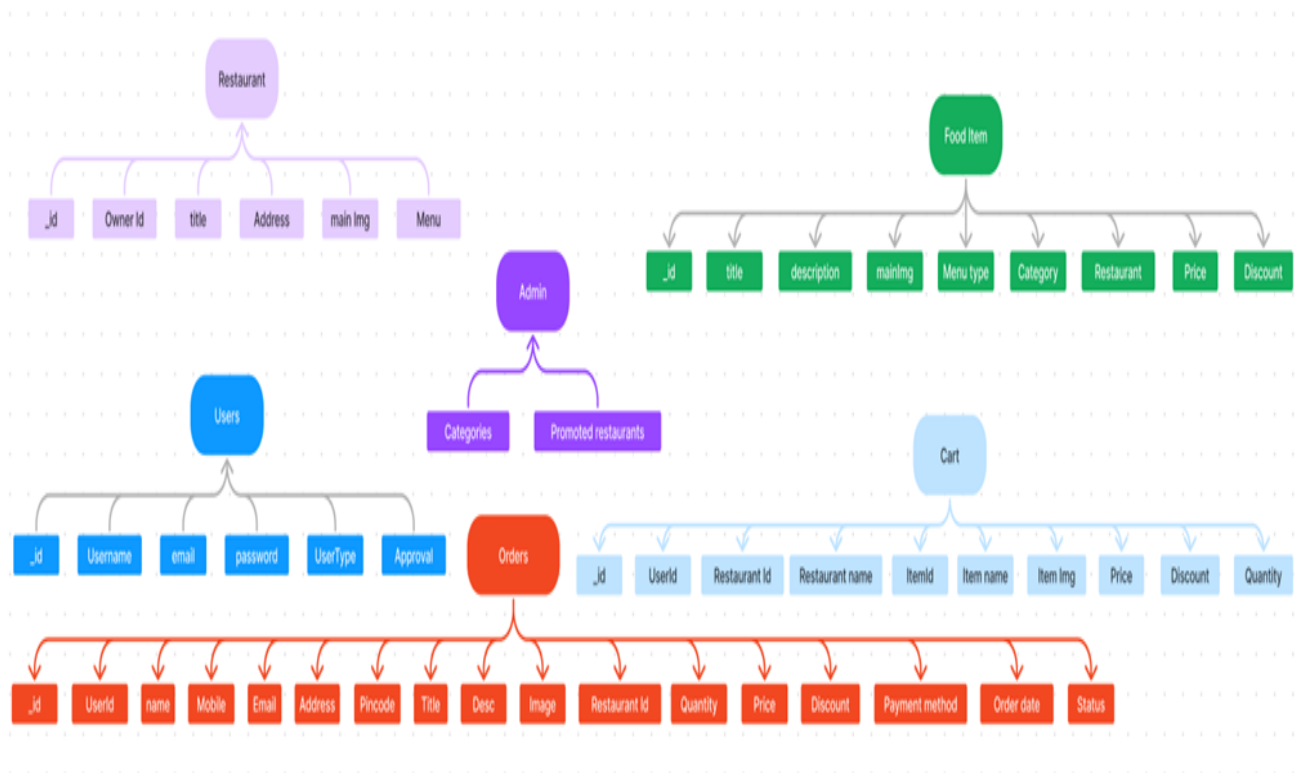 Restaurant
_id
Owner Id
title
Address
main Img
Menu
Food Item
_id
title
description
mainImg
Menu type
Category
Restaurant
Price
Discount
Admin
Categories
Promoted restaurants
Users
_id
Username
email
password
UserType
Approval
Cart
_id
UserId
Restaurant Id
Restaurant name
ItemId
Item name
Item Img
Price
Discount
Quantity
Orders
_id
UserId
name
Mobile
Email
Address
Pincode
Title
Desc
Image
Restaurant Id
Quantity
Price
Discount
Payment method
Order date
Status